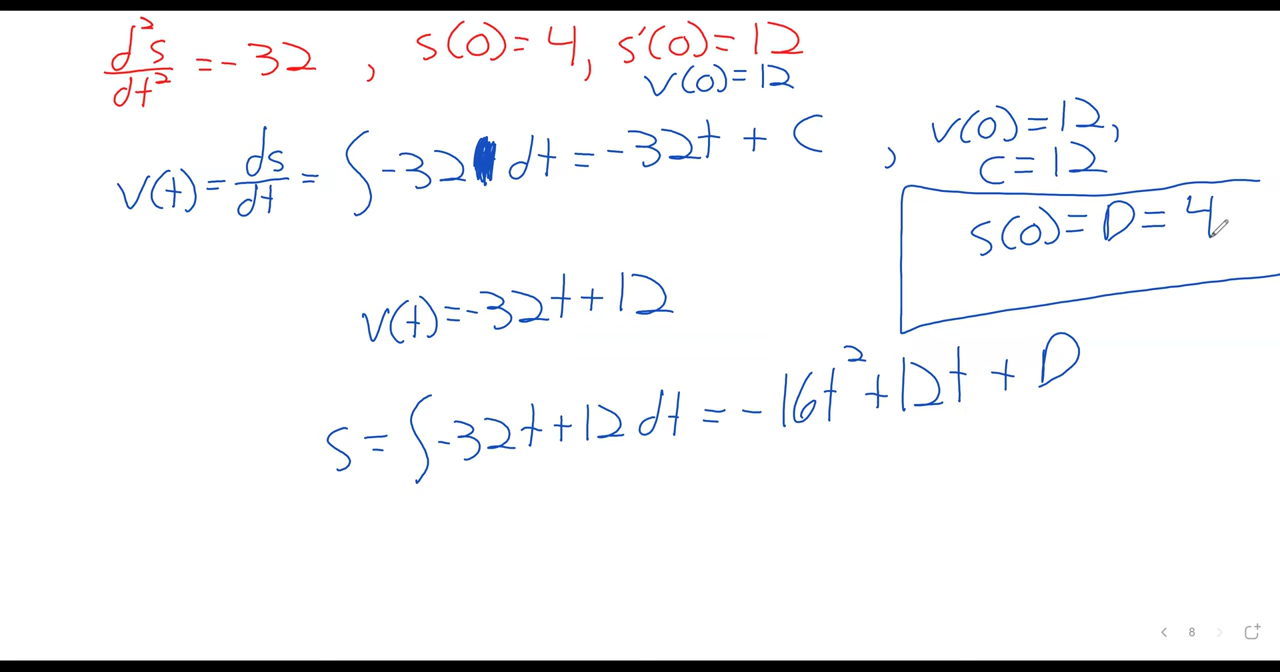 d²s/dt² = -32 , s(0) = 4, s'(0) = 12
v(0) = 12
v(t) = ds/dt = ∫ -32 dt = -32t + C , v(0) = 12,
C = 12
s(0) = D = 4
v(t) = -32t + 12
s = ∫ -32t + 12 dt = -16t² + 12t + D
8